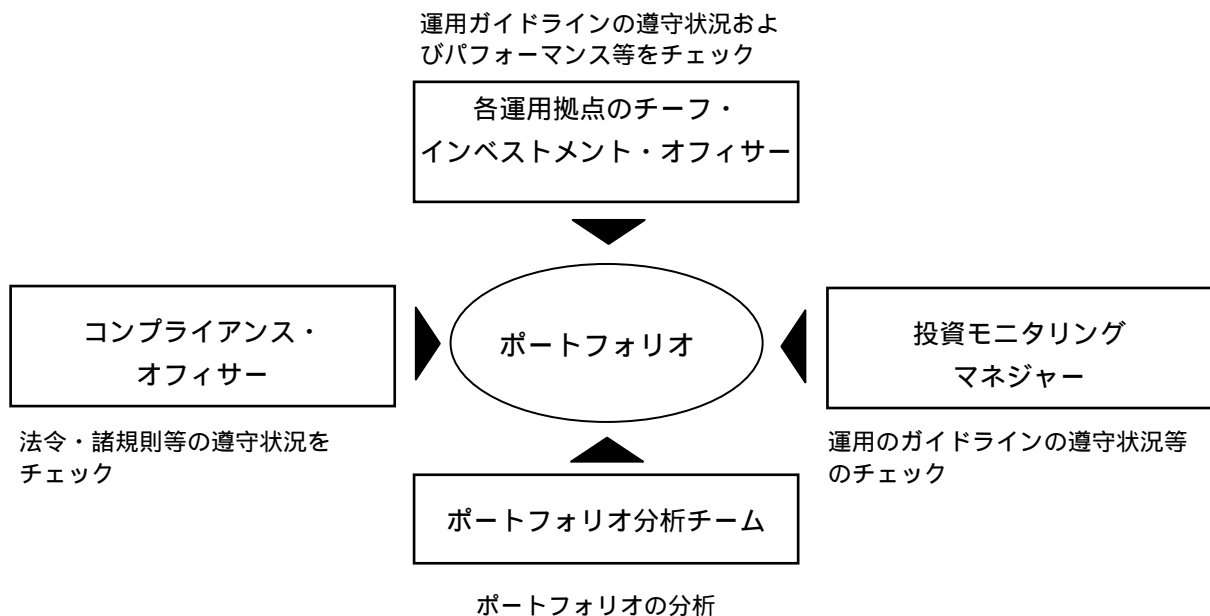 運用ガイドラインの遵守状況およ
びパフォーマンス等をチェック
各運用拠点のチーフ・
インベストメント・オフィサー
コンプライアンス・
オフィサー
法令・諸規則等の遵守状況を
チェック
ポートフォリオ
投資モニタリング
マネジャー
運用のガイドラインの遵守状況等
のチェック
ポートフォリオ分析チーム
ポートフォリオの分析